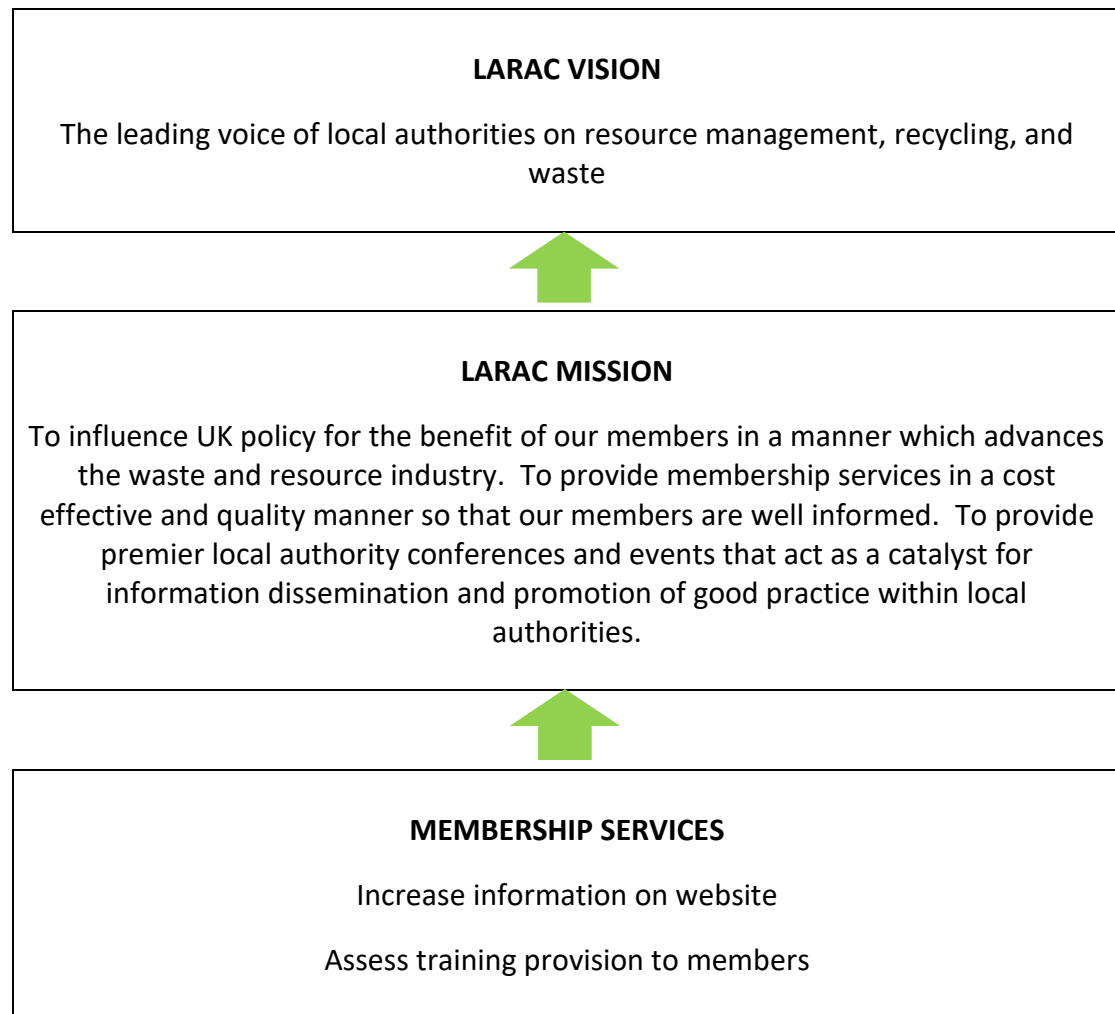 LARAC VISION
The leading voice of local authorities on resource management, recycling, and
waste
LARAC MISSION
To influence UK policy for the benefit of our members in a manner which advances
the waste and resource industry.  To provide membership services in a cost
effective and quality manner so that our members are well informed.  To provide
premier local authority conferences and events that act as a catalyst for
information dissemination and promotion of good practice within local
authorities.
MEMBERSHIP SERVICES
Increase information on website
Assess training provision to members